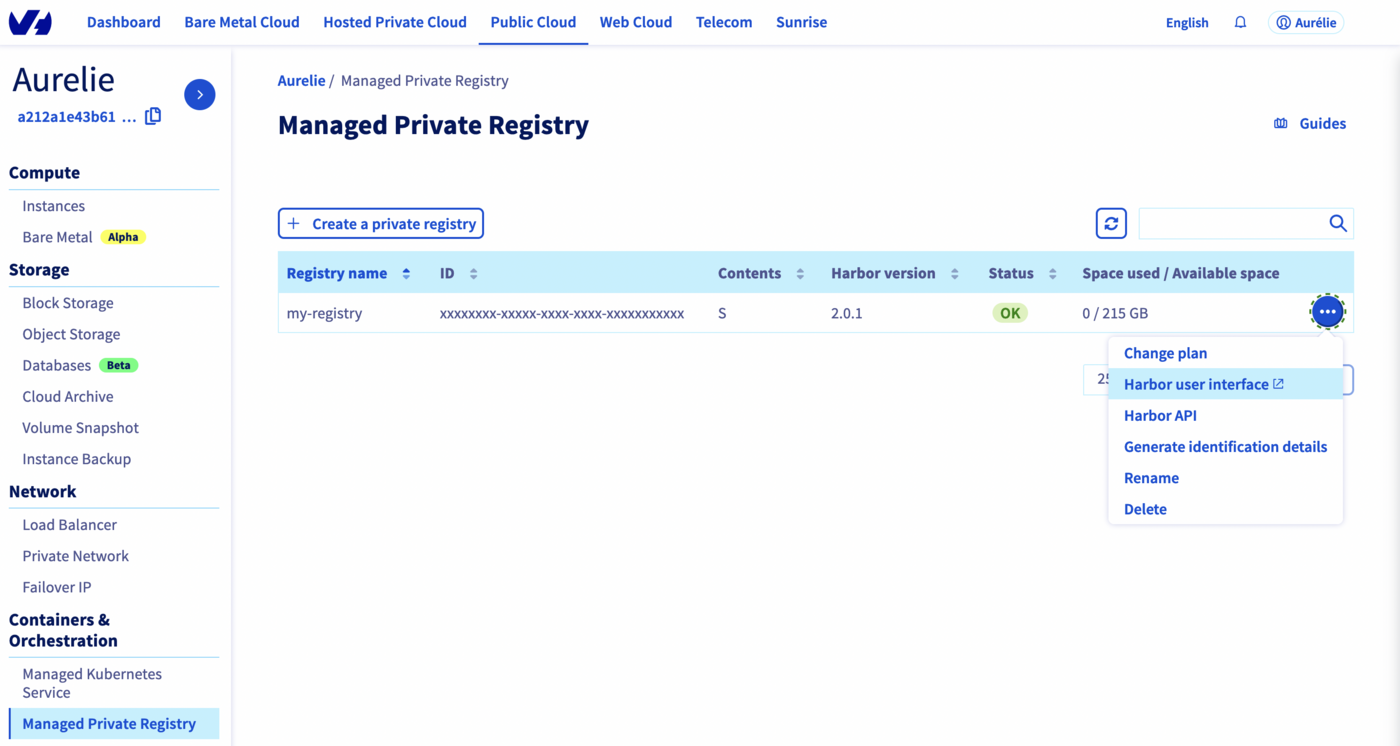 Dashboard Bare Metal Cloud Hosted Private Cloud Public Cloud Web Cloud Telecom Sunrise English Aurélie
Aurelie
a212a1e43b61 ...
Compute
Instances
Bare Metal Alpha
Storage
Block Storage
Object Storage
Databases Beta
Cloud Archive
Volume Snapshot
Instance Backup
Network
Load Balancer
Private Network
Failover IP
Containers &
Orchestration
Managed Kubernetes
Service
Managed Private Registry
Aurelie / Managed Private Registry
Managed Private Registry
Guides
+ Create a private registry
Registry name ID Contents Harbor version Status Space used / Available space
my-registry xxxxxxxx-xxxxx-xxxx-xxxx-xxxxxxxxxxx S 2.0.1 OK 0 / 215 GB
Change plan
Harbor user interface
Harbor API
Generate identification details
Rename
Delete